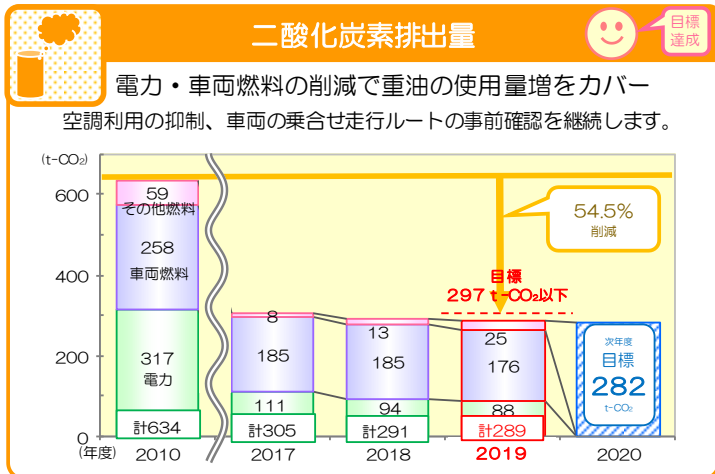 二酸化炭素排出量
目標
達成
電力・車両燃料の削減で重油の使用量増をカバー
空調利用の抑制、車両の乗合せ走行ルートの事前確認を継続します。
(t-CO₂)
600
400
200
0
59
その他燃料
258
車両燃料
317
電力
計634
8
185
111
計305
13
185
94
計291
目標
297 t-CO₂以下
25
176
88
計289
54.5%
削減
次年度
目標
282
t-CO₂
(年度)
2010
2017
2018
2019
2020